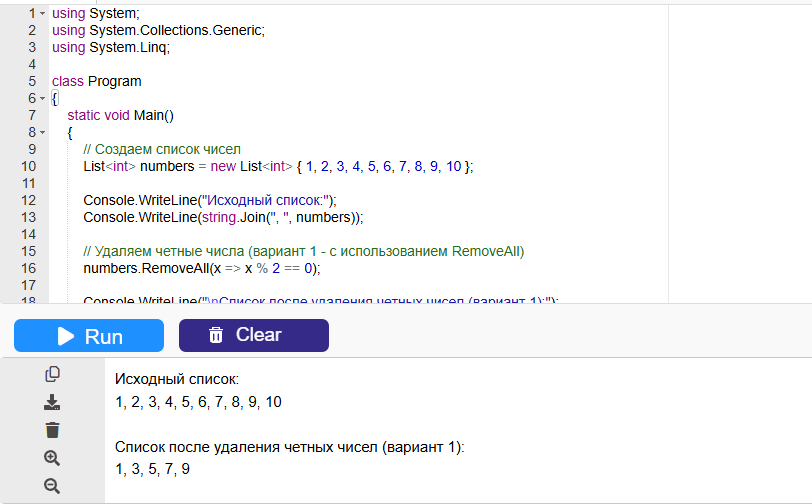 1 using System;
2 using System.Collections.Generic;
3 using System.Linq;
4
5 class Program
6 {
7 static void Main()
8 {
9 // Создаем список чисел
10 List<int> numbers = new List<int> { 1, 2, 3, 4, 5, 6, 7, 8, 9, 10 };
11
12 Console.WriteLine("Исходный список:");
13 Console.WriteLine(string.Join(", ", numbers));
14
15 // Удаляем четные числа (вариант 1 - с использованием RemoveAll)
16 numbers.RemoveAll(x => x % 2 == 0);
17
18 Console.WriteLine("\nСписок после удаления четных чисел (вариант 1):");
Run
Clear
Исходный список:
1, 2, 3, 4, 5, 6, 7, 8, 9, 10
Список после удаления четных чисел (вариант 1):
1, 3, 5, 7, 9